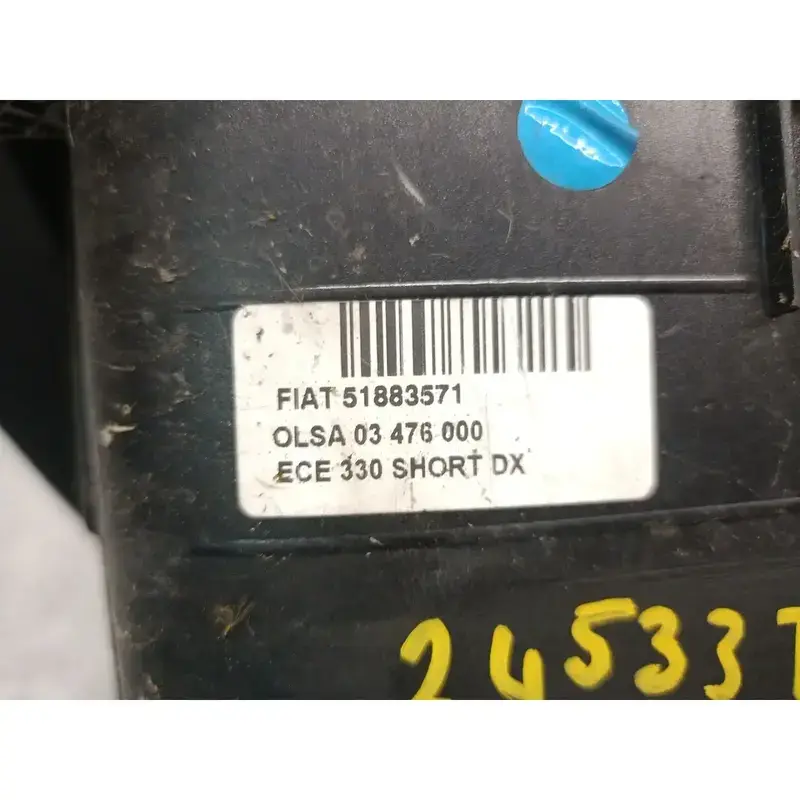 FIAT 51883571
OLSA 03 476 000
ECE 330 SHORT DX
24533